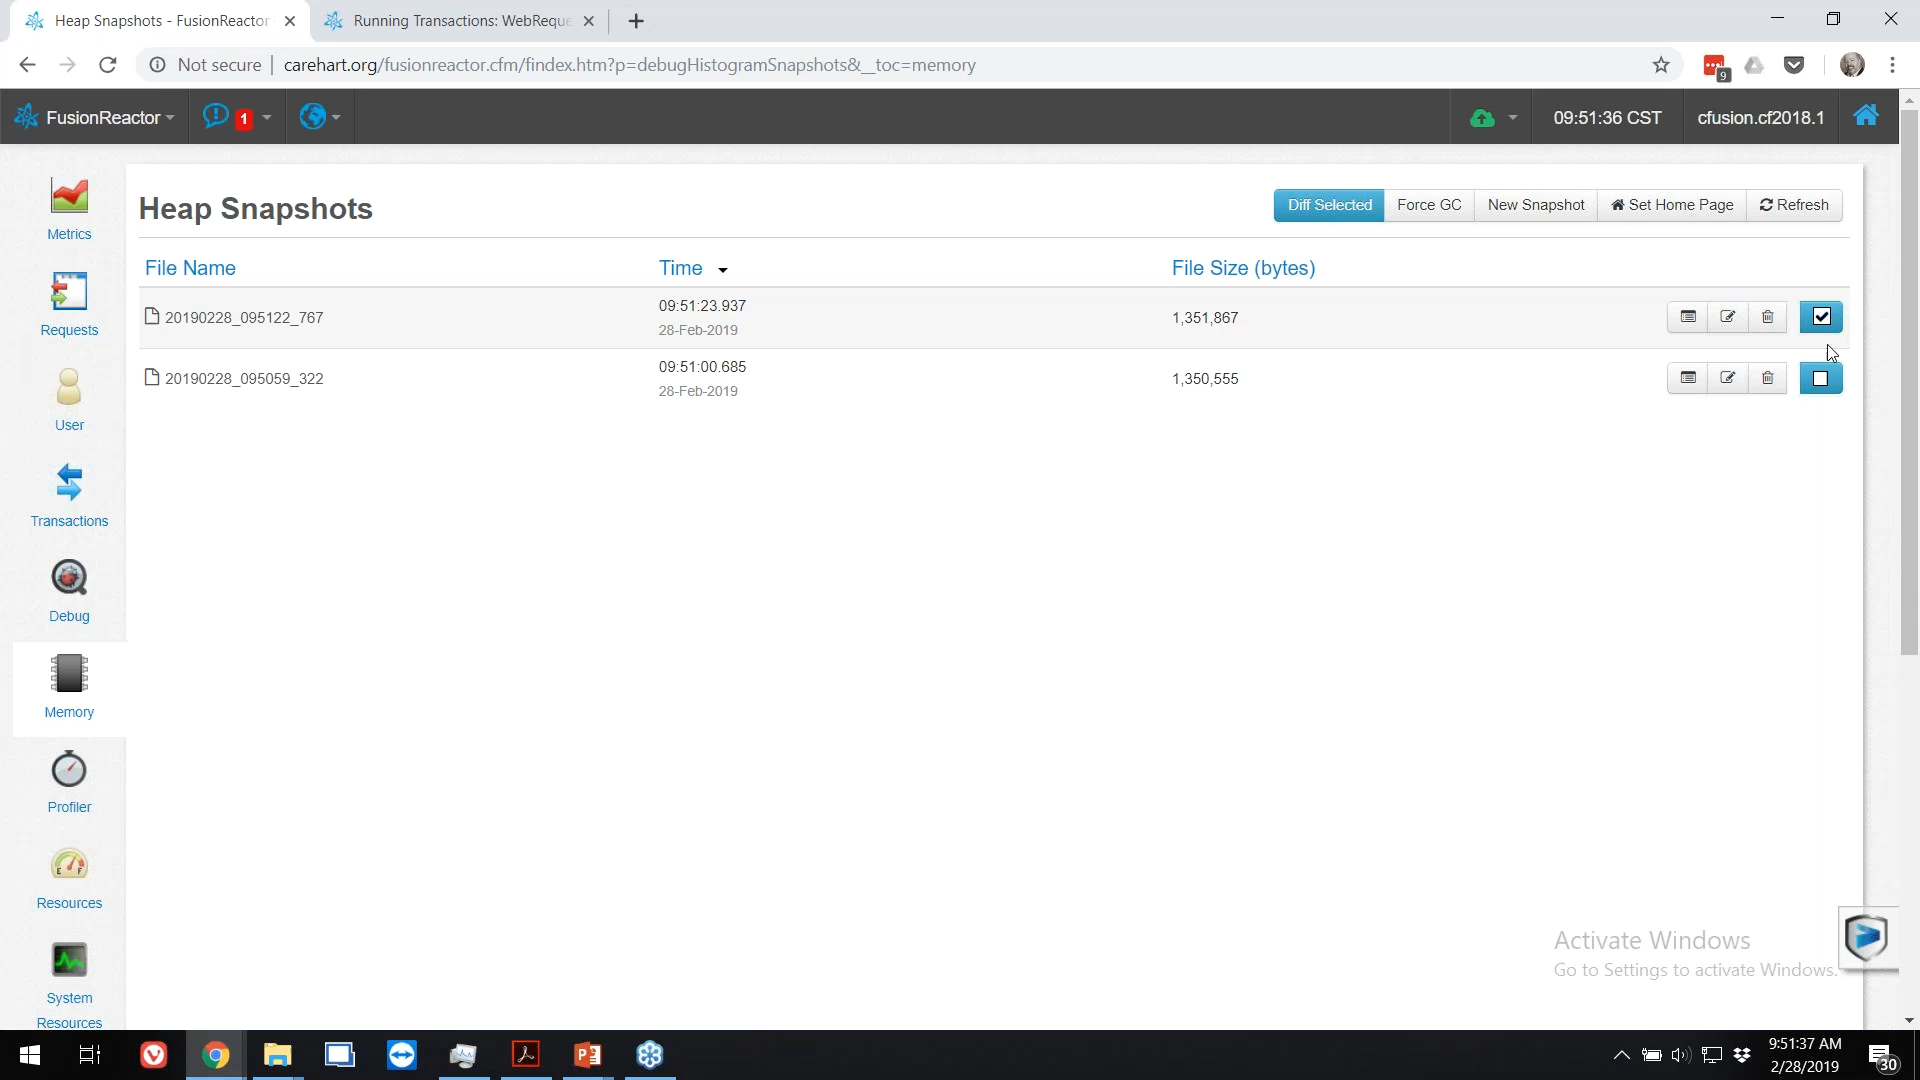 Heap Snapshots - FusionReactor
Running Transactions: WebReque
9
Not secure
carehart.org/fusionreactor.cfm/findex.htm?p=debugHistogramSnapshots&__toc=memory
FusionReactor
1
09:51:36 CST
cfusion.cf2018.1
Heap Snapshots
Diff Selected
Force GC
New Snapshot
Set Home Page
Refresh
File Name
Time
File Size (bytes)
20190228_095122_767
09:51:23.937
28-Feb-2019
1,351,867
20190228_095059_322
09:51:00.685
28-Feb-2019
1,350,555
Metrics
Requests
User
Transactions
Debug
Memory
Profiler
E F
Resources
System
Resources
Activate Windows
Go to Settings to activate Windows.
9:51:37 AM
2/28/2019
30